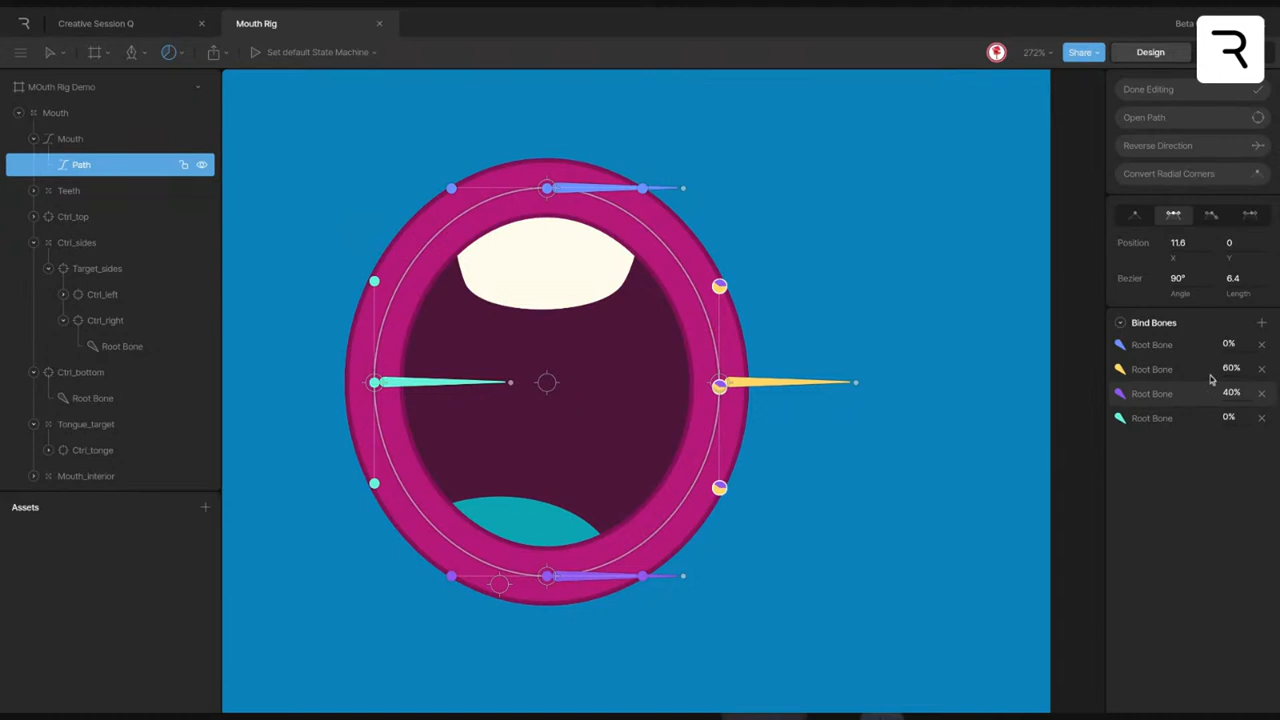 Creative Session Q
Mouth Rig
Beta
Set default State Machine
272%
Share
Design
R
MOuth Rig Demo
Mouth
Mouth
Path
Teeth
Ctrl_top
Ctrl_sides
Target_sides
Ctrl_left
Ctrl_right
Root Bone
Ctrl_bottom
Root Bone
Tongue_target
Ctrl_tonge
Mouth_interior
Assets
Done Editing
Open Path
Reverse Direction
Convert Radial Corners
Position 11.6 0
X Y
Bezier 90° 6.4
Angle Length
Bind Bones
Root Bone 0%
Root Bone 60%
Root Bone 40%
Root Bone 0%